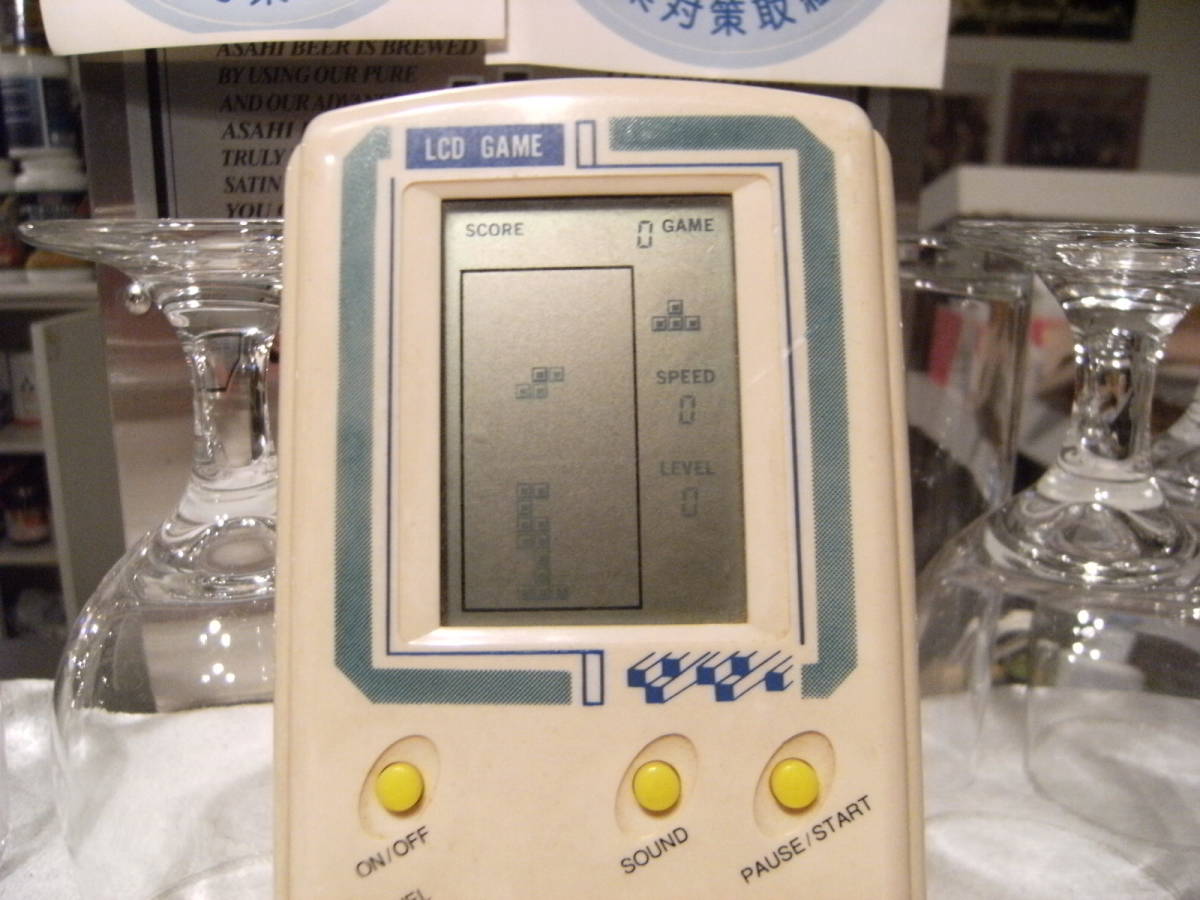 対策取
ASAHI BEER IS BREWED
BY USING OUR PURE
AND OUR
ASAHI
TRULY
SATIN
YOU
LCD GAME
SCORE 0 GAME
SPEED
0
LEVEL
0
ON/OFF
SOUND
PAUSE/START